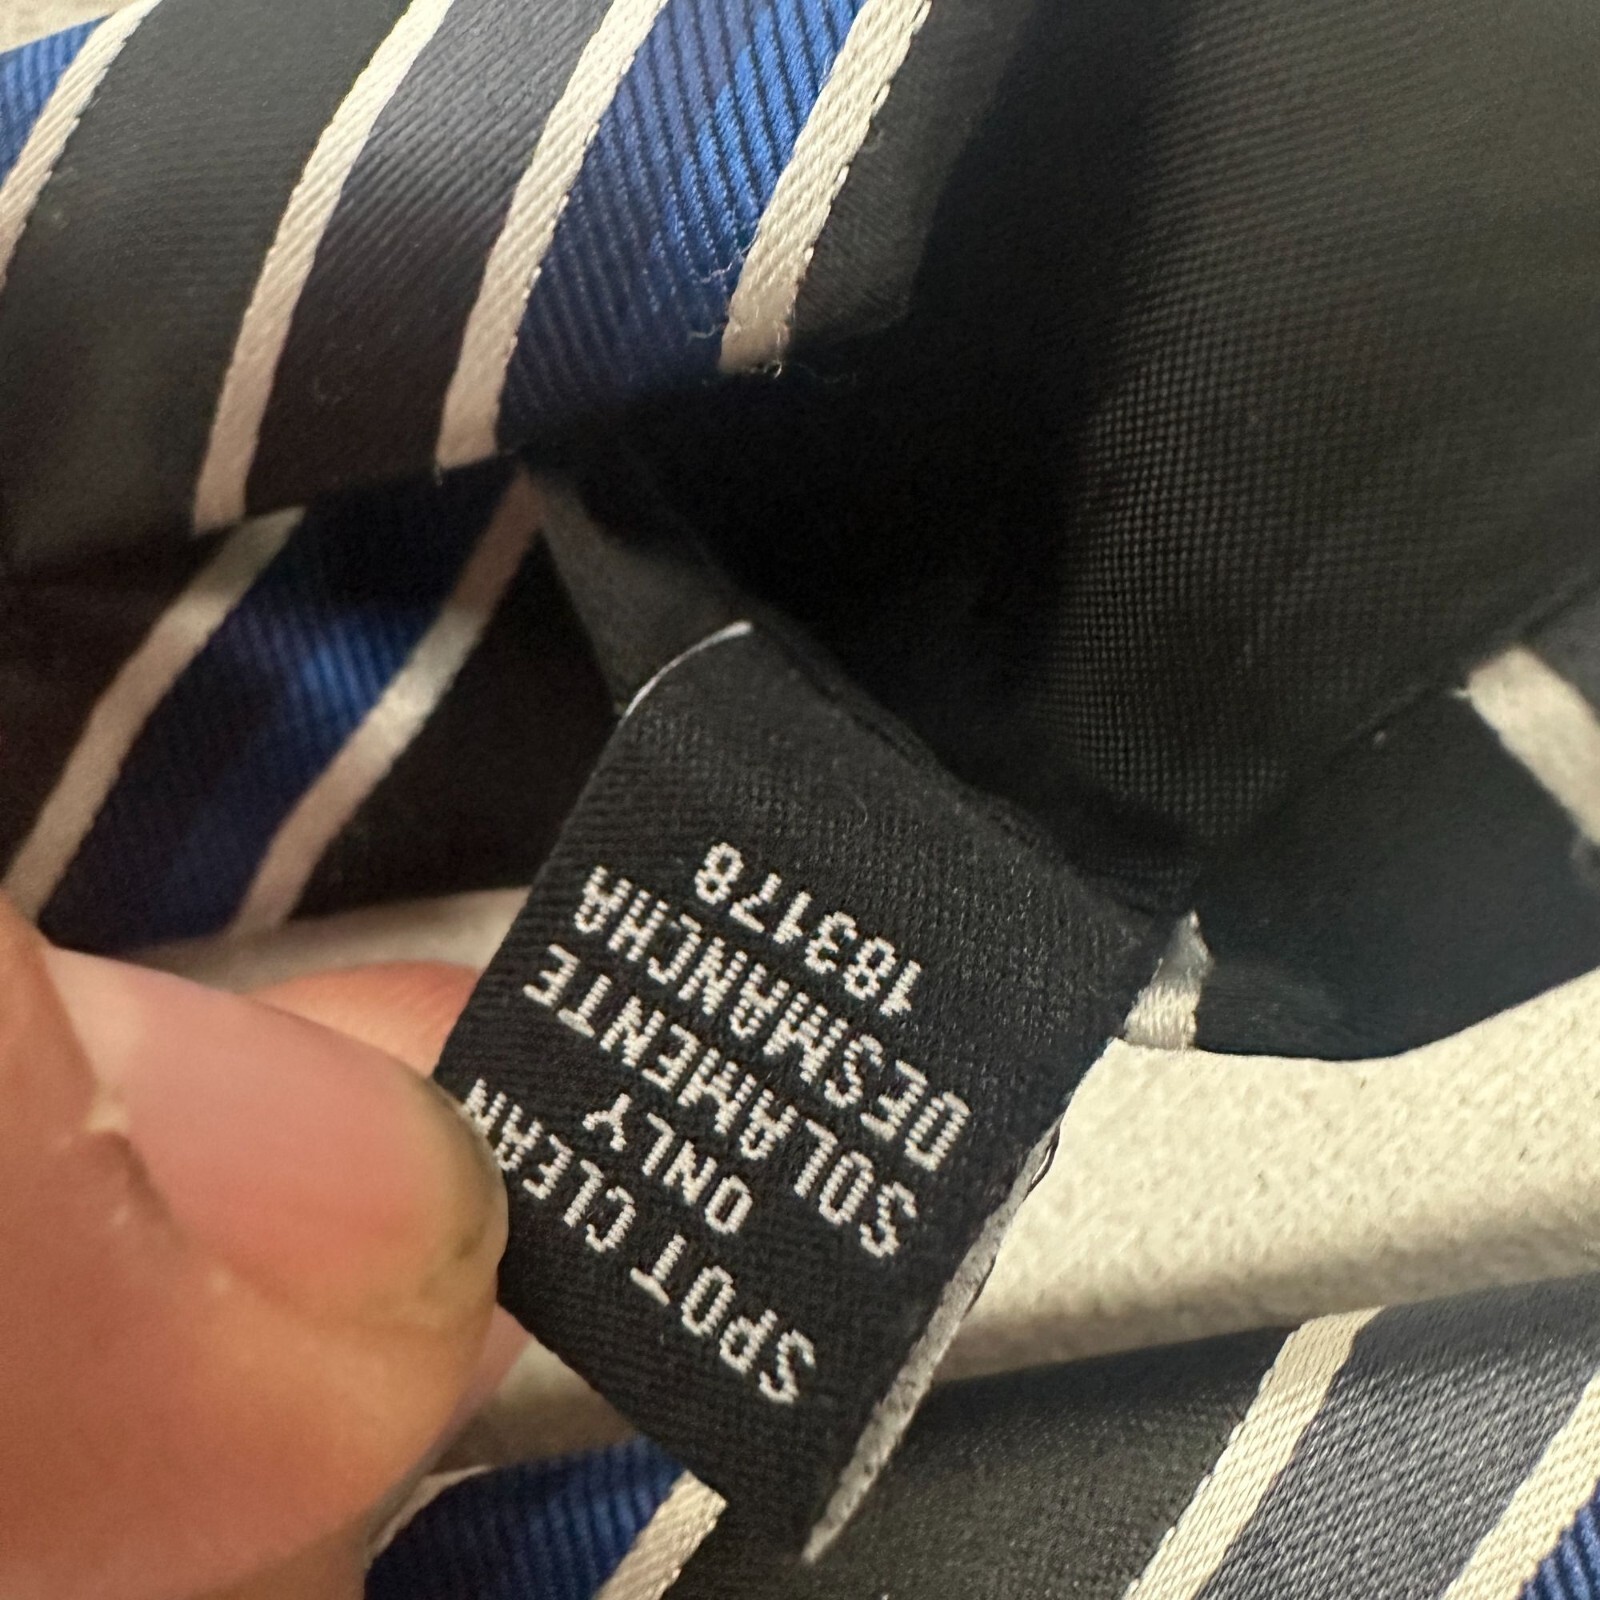 SPOT CLEAN
ONLY
SOLAMENTE
DESMANCHA
183178